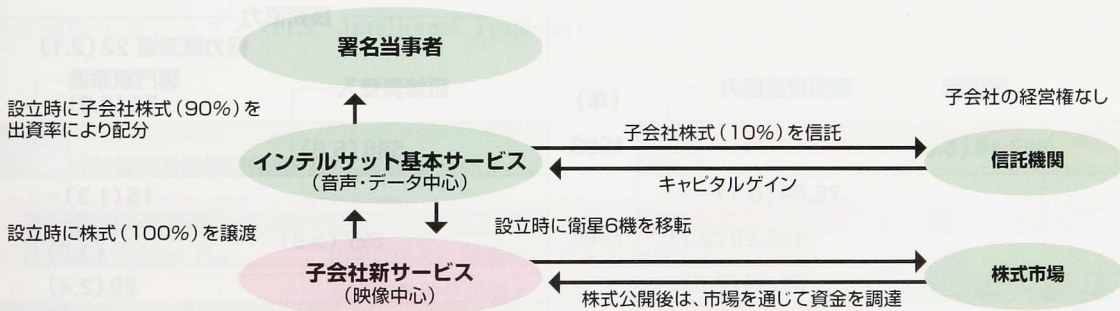 署名当事者
設立時に子会社株式(90%)を
出資率により配分
子会社の経営権なし
子会社株式(10%)を信託
インテルサット基本サービス
(音声・データ中心)
信託機関
キャピタルゲイン
設立時に株式(100%)を譲渡
設立時に衛星6機を移転
子会社新サービス
(映像中心)
株式市場
株式公開後は、市場を通じて資金を調達